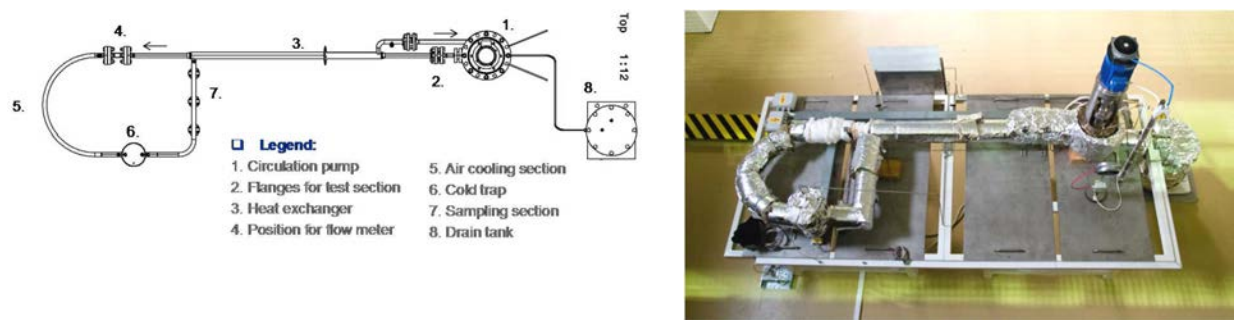 1.
4.
3.
Top 1:12
2.
8.
5.
7.
6.
Legend:
1. Circulation pump
2. Flanges for test section
3. Heat exchanger
4. Position for flow meter
5. Air cooling section
6. Cold trap
7. Sampling section
8. Drain tank